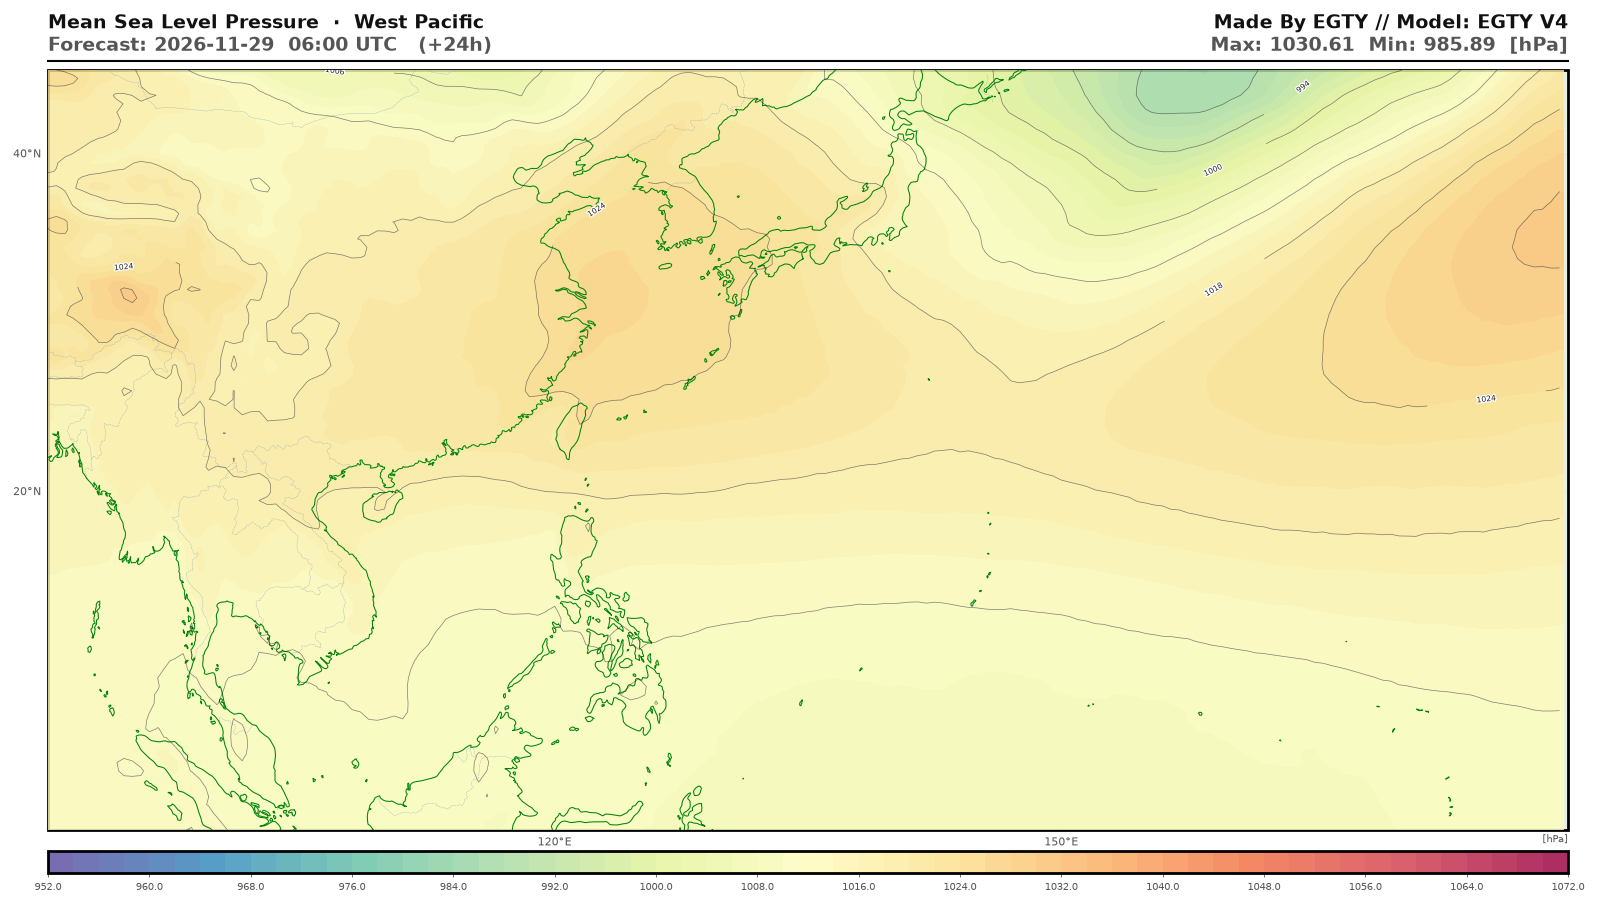 Mean Sea Level Pressure · West Pacific
Made By EGTY // Model: EGTY V4
Forecast: 2026-11-29 06:00 UTC (+24h)
Max: 1030.61 Min: 985.89 [hPa]
1006
994
40°N
1000
1024
1024
1018
1024
20°N
120°E
150°E
[hPa]
952.0
960.0
968.0
976.0
984.0
992.0
1000.0
1008.0
1016.0
1024.0
1032.0
1040.0
1048.0
1056.0
1064.0
1072.0